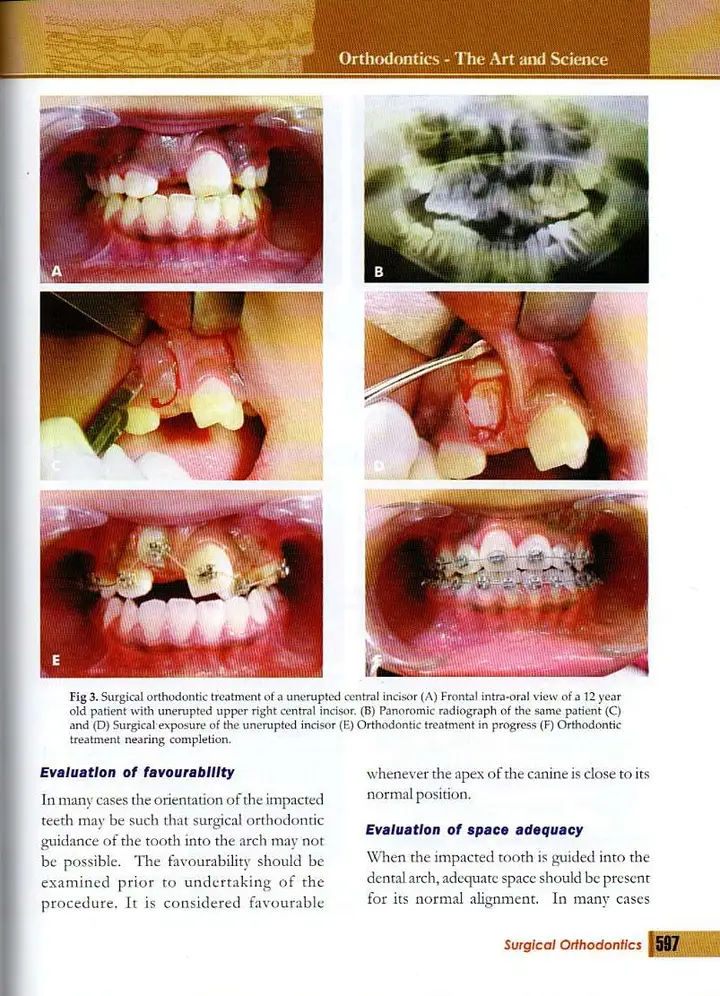 Orthodontics - The Art and Science
A
B
C
D
E
F
Fig 3. Surgical orthodontic treatment of a unerupted central incisor (A) Frontal intra-oral view of a 12 year
old patient with unerupted upper right central incisor. (B) Panoromic radiograph of the same patient (C)
and (D) Surgical exposure of the unerupted incisor (E) Orthodontic treatment in progress (F) Orthodontic
treatment nearing completion.
Evaluation of favourability
In many cases the orientation of the impacted
teeth may be such that surgical orthodontic
guidance of the tooth into the arch may not
be possible. The favourability should be
examined prior to undertaking of the
procedure. It is considered favourable
whenever the apex of the canine is close to its
normal position.
Evaluation of space adequacy
When the impacted tooth is guided into the
dental arch, adequate space should be present
for its normal alignment. In many cases
Surgical Orthodontics 597